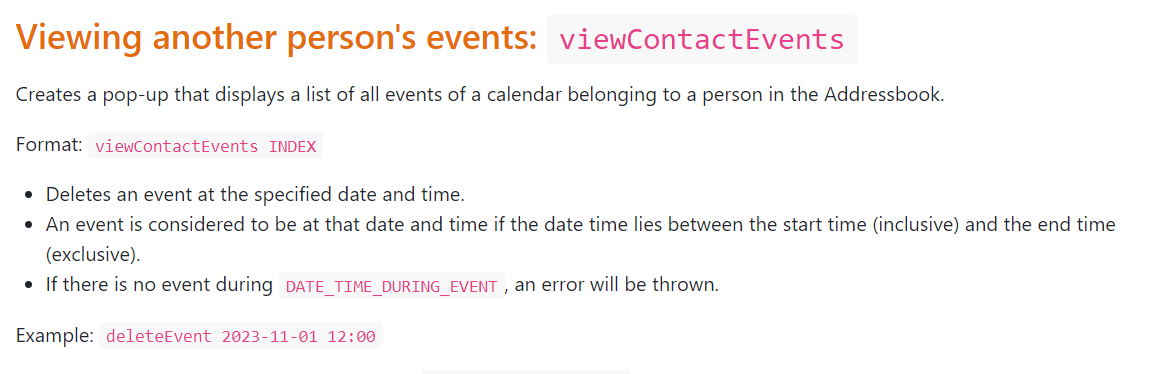 Viewing another person's events: viewContactEvents
Creates a pop-up that displays a list of all events of a calendar belonging to a person in the Addressbook.
Format: viewContactEvents INDEX
• Deletes an event at the specified date and time.
• An event is considered to be at that date and time if the date time lies between the start time (inclusive) and the end time
(exclusive).
• If there is no event during DATE_TIME_DURING_EVENT, an error will be thrown.
Example: deleteEvent 2023-11-01 12:00